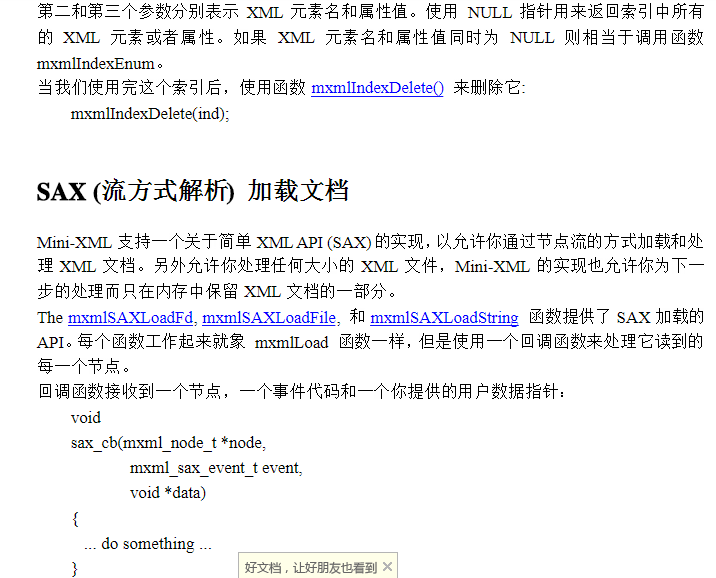 第二和第三个参数分别表示 XML 元素名和属性值。使用 NULL 指针用来返回索引中所有
的 XML 元素或者属性。如果 XML 元素名和属性值同时为 NULL 则相当于调用函数
mxmlIndexEnum。
当我们使用完这个索引后，使用函数 mxmlIndexDelete() 来删除它:
mxmlIndexDelete(ind);
SAX (流方式解析) 加载文档
Mini-XML 支持一个关于简单 XML API (SAX) 的实现，以允许你通过节点流的方式加载和处
理 XML 文档。另外允许你处理任何大小的 XML 文件，Mini-XML 的实现也允许你为下一
步的处理而只在内存中保留 XML 文档的一部分。
The mxmlSAXLoadFd, mxmlSAXLoadFile, 和 mxmlSAXLoadString 函数提供了 SAX 加载的
API。每个函数工作起来就象 mxmlLoad 函数一样，但是使用一个回调函数来处理它读到的
每一个节点。
回调函数接收到一个节点，一个事件代码和一个你提供的用户数据指针：
void
sax_cb(mxml_node_t *node,
mxml_sax_event_t event,
void *data)
{
... do something ...
}
好文档，让好朋友也看到 ×